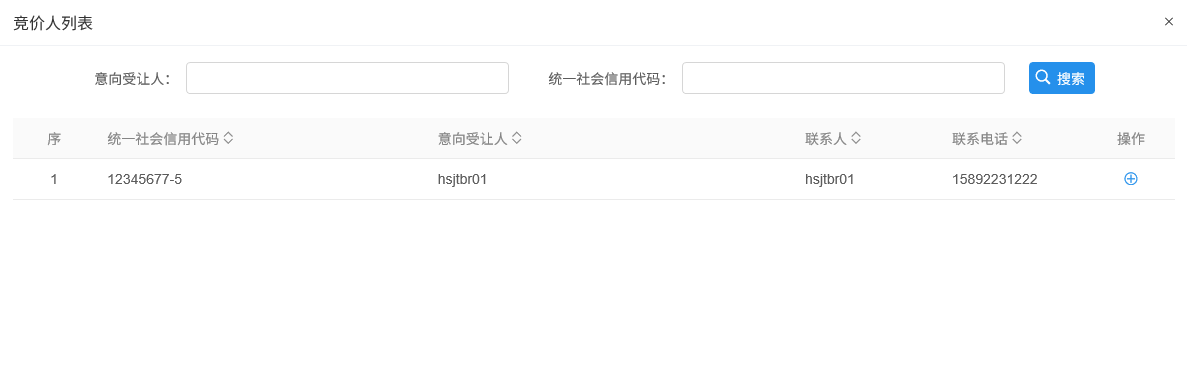 竞价人列表
意向受让人： 统一社会信用代码： 搜索
序 统一社会信用代码 意向受让人 联系人 联系电话 操作
1 12345677-5 hsjtbr01 hsjtbr01 15892231222